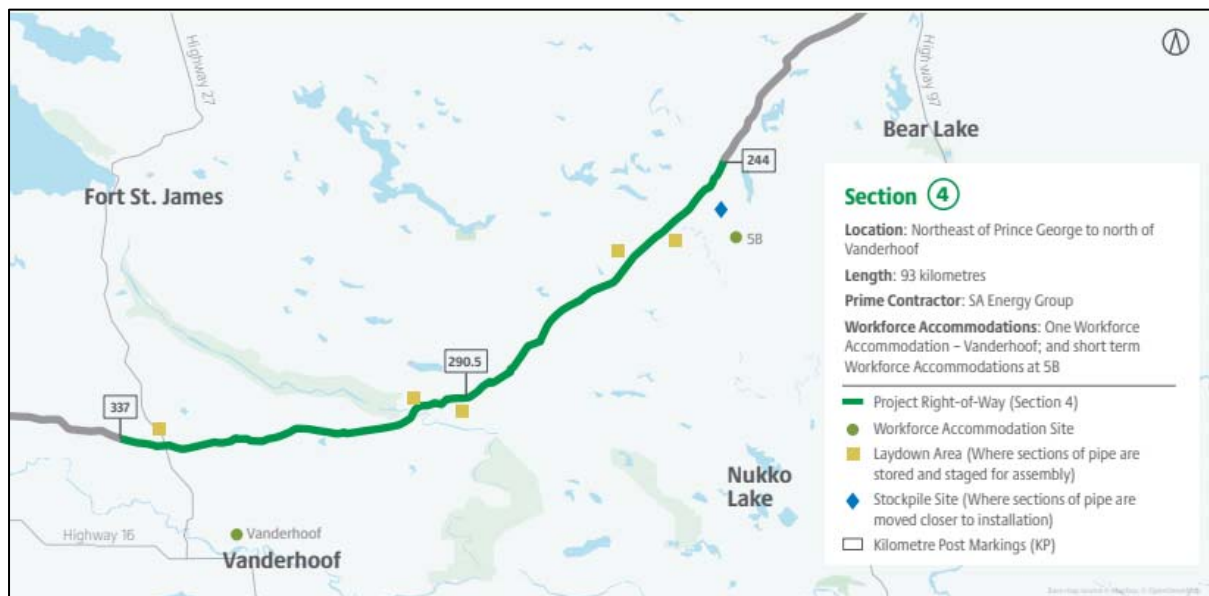 Highway 27
Highway 97
Bear Lake
244
Fort St. James
5B
290.5
337
Nukko
Lake
Highway 16
Vanderhoof
Vanderhoof
Section 4
Location: Northeast of Prince George to north of
Vanderhoof
Length: 93 kilometres
Prime Contractor: SA Energy Group
Workforce Accommodations: One Workforce
Accommodation – Vanderhoof; and short term
Workforce Accommodations at 5B
Project Right-of-Way (Section 4)
Workforce Accommodation Site
Laydown Area (Where sections of pipe are
stored and staged for assembly)
Stockpile Site (Where sections of pipe are
moved closer to installation)
Kilometre Post Markings (KP)